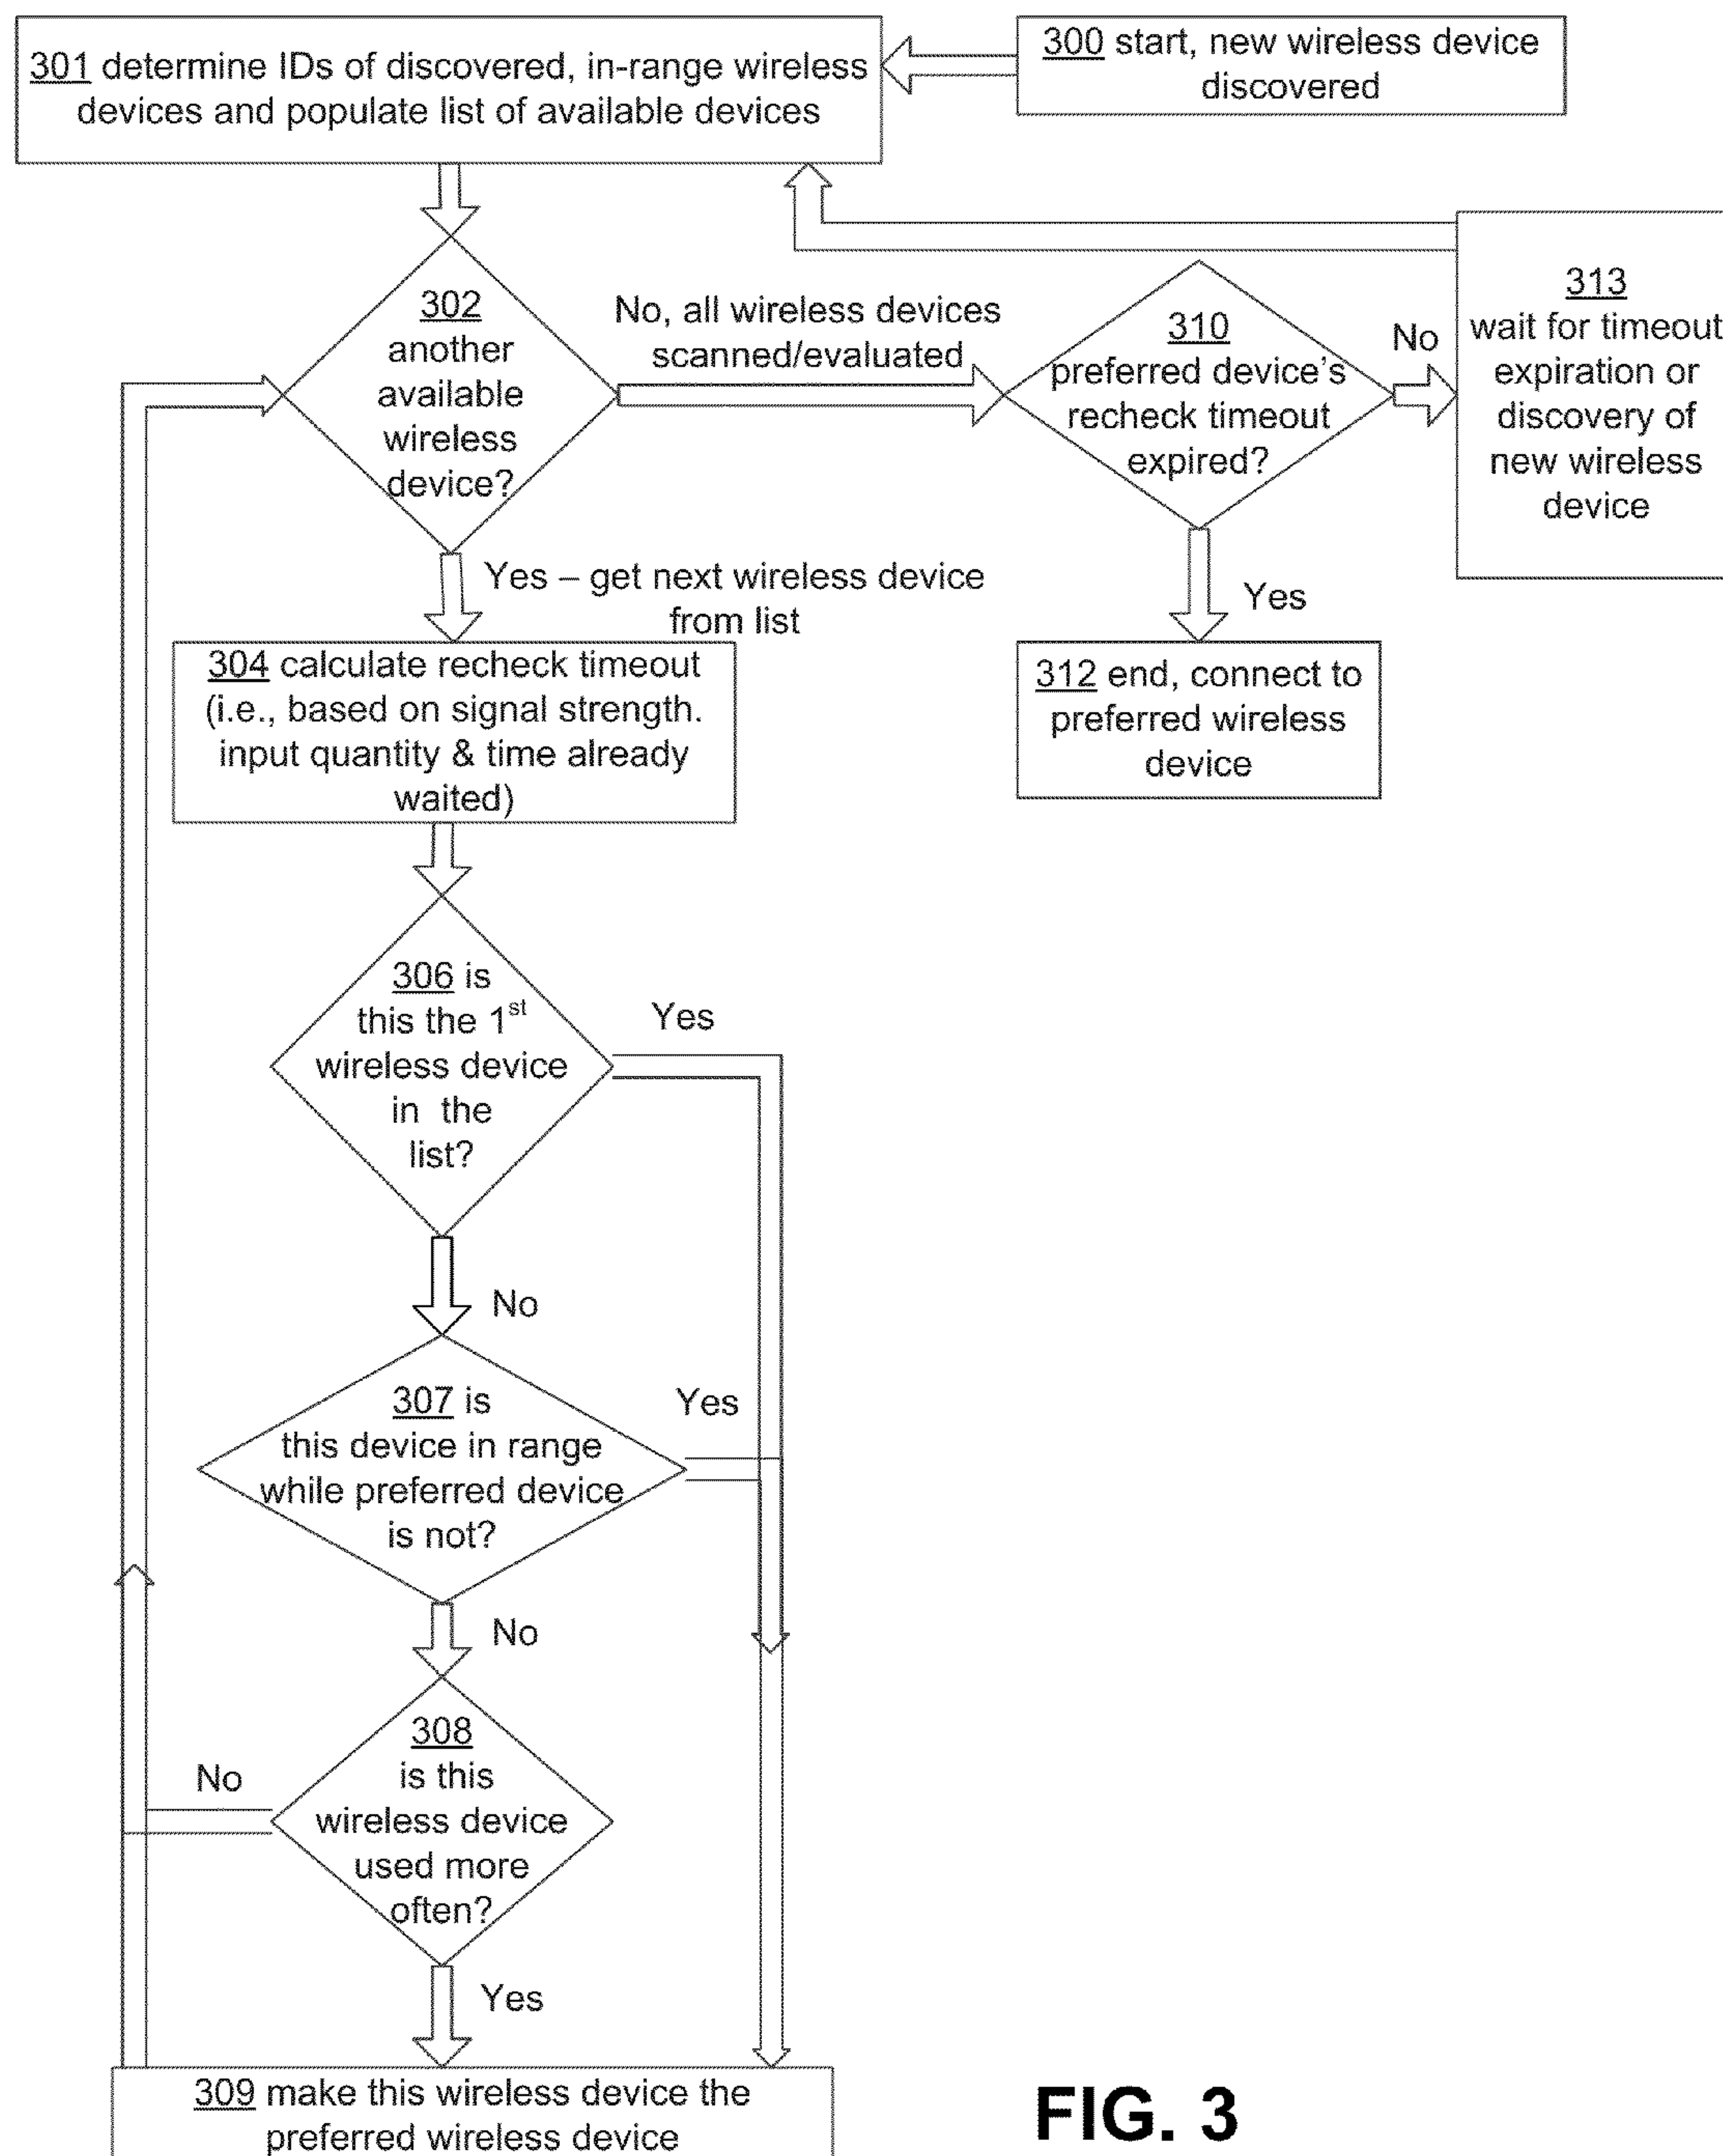 301 determine IDs of discovered, in-range wireless
devices and populate list of available devices
300 start, new wireless device
discovered
302
another
available
wireless
device?
No, all wireless devices
scanned/evaluated
310
preferred device's
recheck timeout
expired?
No
313
wait for timeout
expiration or
discovery of
new wireless
device
Yes – get next wireless device
from list
Yes
304 calculate recheck timeout
(i.e., based on signal strength.
input quantity & time already
waited)
312 end, connect to
preferred wireless
device
306 is
this the 1st
wireless device
in the
list?
Yes
No
307 is
this device in range
while preferred device
is not?
Yes
No
308
is this
wireless device
used more
often?
No
Yes
309 make this wireless device the
preferred wireless device
FIG. 3